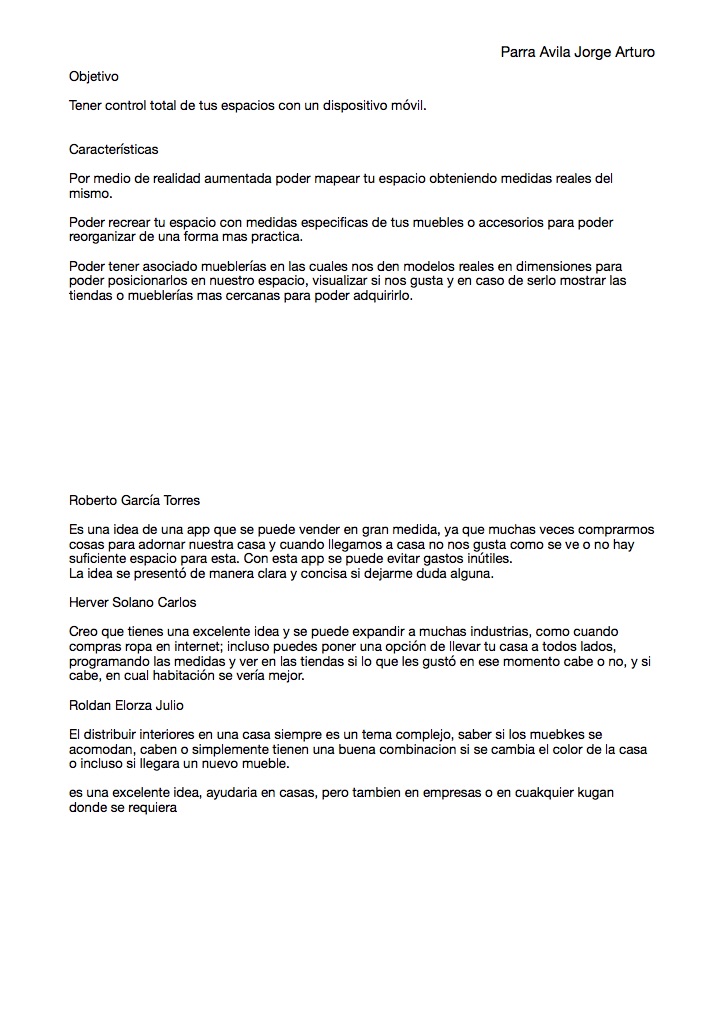 Parra Avila Jorge Arturo
Objetivo
Tener control total de tus espacios con un dispositivo móvil.
Características
Por medio de realidad aumentada poder mapear tu espacio obteniendo medidas reales del
mismo.
Poder recrear tu espacio con medidas especificas de tus muebles o accesorios para poder
reorganizar de una forma mas practica.
Poder tener asociado mueblerías en las cuales nos den modelos reales en dimensiones para
poder posicionarlos en nuestro espacio, visualizar si nos gusta y en caso de serlo mostrar las
tiendas o mueblerías mas cercanas para poder adquirirlo.
Roberto García Torres
Es una idea de una app que se puede vender en gran medida, ya que muchas veces comprarmos
cosas para adornar nuestra casa y cuando llegamos a casa no nos gusta como se ve o no hay
suficiente espacio para esta. Con esta app se puede evitar gastos inútiles.
La idea se presentó de manera clara y concisa si dejarme duda alguna.
Herver Solano Carlos
Creo que tienes una excelente idea y se puede expandir a muchas industrias, como cuando
compras ropa en internet; incluso puedes poner una opción de llevar tu casa a todos lados,
programando las medidas y ver en las tiendas si lo que les gustó en ese momento cabe o no, y si
cabe, en cual habitación se vería mejor.
Roldan Elorza Julio
El distribuir interiores en una casa siempre es un tema complejo, saber si los muebkes se
acomodan, caben o simplemente tienen una buena combinacion si se cambia el color de la casa
o incluso si llegara un nuevo mueble.
es una excelente idea, ayudaria en casas, pero tambien en empresas o en cuakquier kugan
donde se requiera